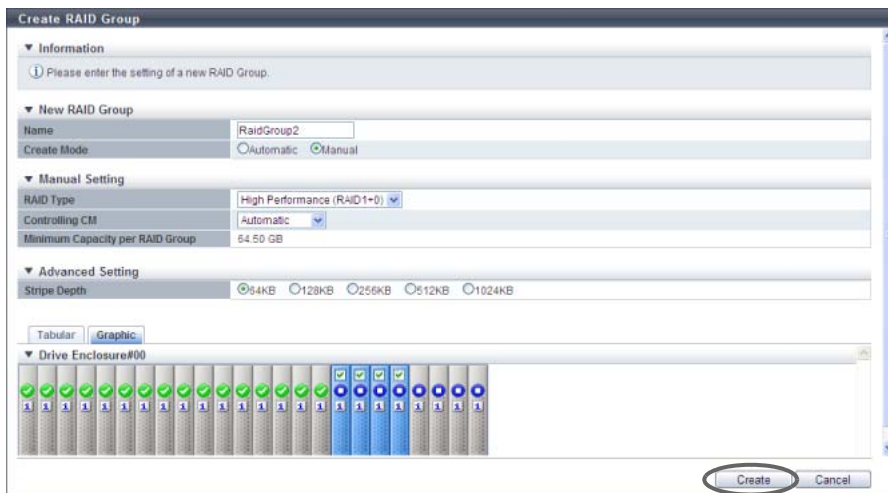 Create RAID Group
Information
Please enter the setting of a new RAID Group.
New RAID Group
Name RaidGroup2
Create Mode Automatic Manual
Manual Setting
RAID Type High Performance (RAID1+0)
Controlling CM Automatic
Minimum Capacity per RAID Group 64.50 GB
Advanced Setting
Stripe Depth 64KB 128KB 256KB 512KB 1024KB
Tabular Graphic
Drive Enclosure#00
Create Cancel